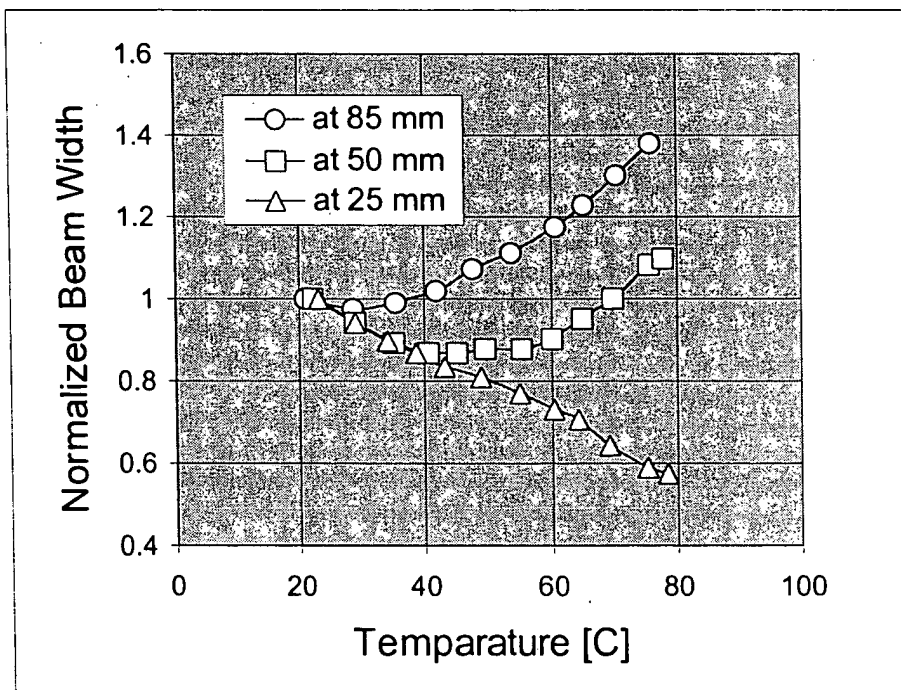 1.6
1.4
1.2
1
0.8
0.6
0.4
Normalized Beam Width
at 85 mm
at 50 mm
at 25 mm
0 20 40 60 80 100
Temparature [C]